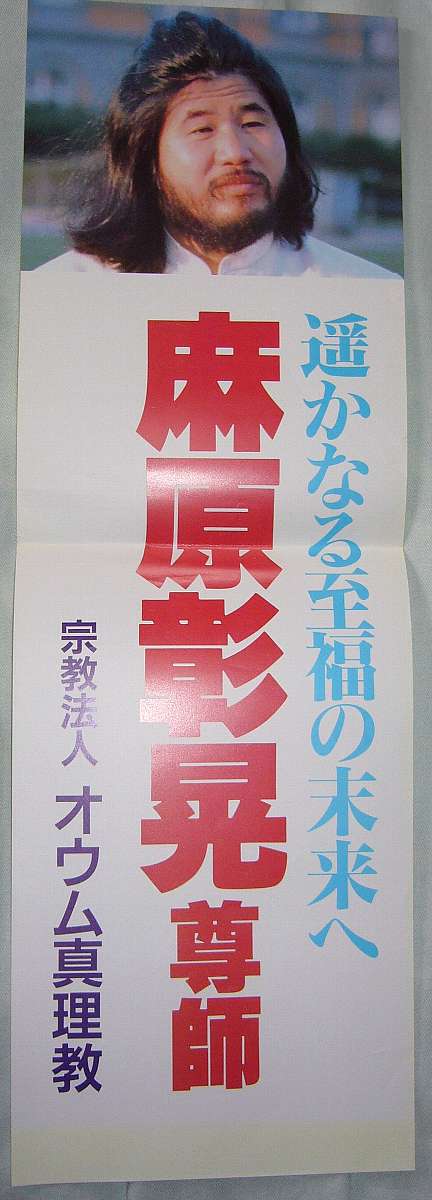 遥かなる至福の未来へ
麻原彰晃尊師
宗教法人 オウム真理教